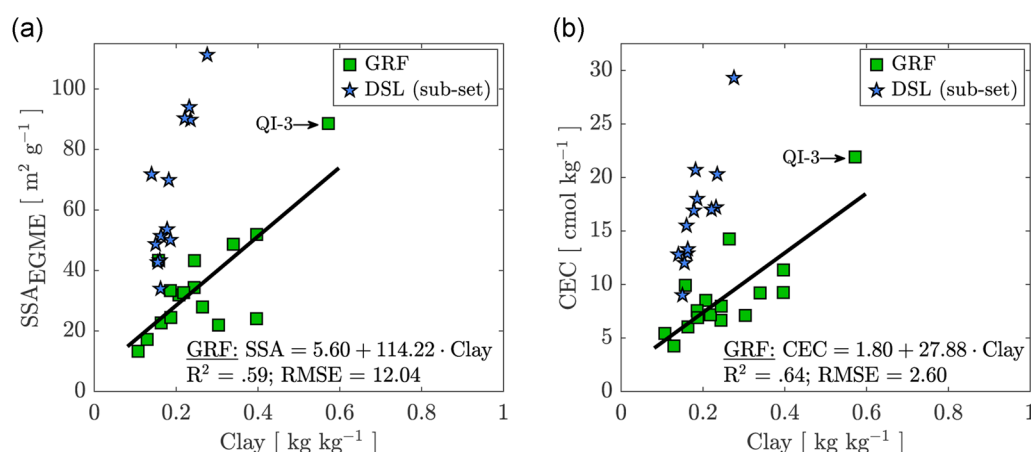 (a)
GRF
DSL (sub-set)
QI-3
100
80
60
40
20
0
SSA_EGME [ m² g⁻¹ ]
GRF: SSA = 5.60 + 114.22 · Clay
R² = .59; RMSE = 12.04
0 0.2 0.4 0.6 0.8 1
Clay [ kg kg⁻¹ ]
(b)
GRF
DSL (sub-set)
QI-3
30
25
20
15
10
5
0
CEC [ cmol kg⁻¹ ]
GRF: CEC = 1.80 + 27.88 · Clay
R² = .64; RMSE = 2.60
0 0.2 0.4 0.6 0.8 1
Clay [ kg kg⁻¹ ]